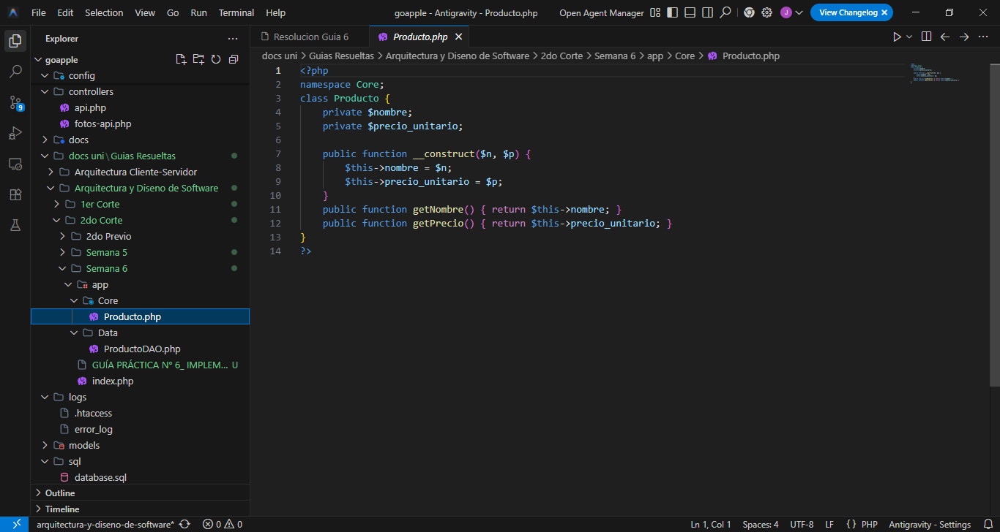 File Edit Selection View Go Run Terminal Help
goapple - Antigravity - Producto.php
Open Agent Manager
J
View Changelog
Explorer
goapple
config
controllers
api.php
fotos-api.php
docs
docs uni\Guias Resueltas
Arquitectura Cliente-Servidor
Arquitectura y Diseno de Software
1er Corte
2do Corte
2do Previo
Semana 5
Semana 6
app
Core
Producto.php
Data
ProductoDAO.php
GUÍA PRÁCTICA N° 6_ IMPLEM... U
index.php
logs
.htaccess
error_log
models
sql
database.sql
Outline
Timeline
9
Resolucion Guia 6
Producto.php
docs uni > Guias Resueltas > Arquitectura y Diseno de Software > 2do Corte > Semana 6 > app > Core > Producto.php
1 <?php
2 namespace Core;
3 class Producto {
4     private $nombre;
5     private $precio_unitario;
6
7     public function __construct($n, $p) {
8         $this->nombre = $n;
9         $this->precio_unitario = $p;
10     }
11     public function getNombre() { return $this->nombre; }
12     public function getPrecio() { return $this->precio_unitario; }
13 }
14 ?>
arquitectura-y-diseno-de-software* 0 0
Ln 1, Col 1 Spaces: 4 UTF-8 LF {} PHP Antigravity - Settings